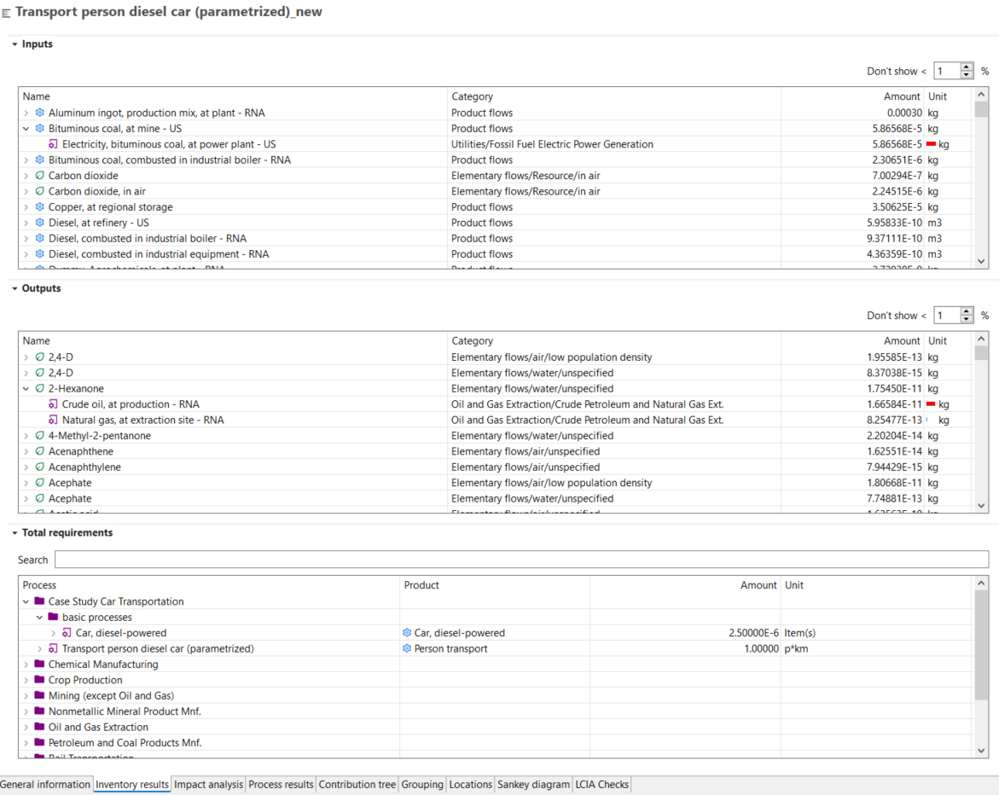 Transport person diesel car (parametrized)_new
Inputs
Don't show < 1 %
Name Category Amount Unit
Aluminum ingot, production mix, at plant - RNA Product flows 0.00030 kg
Bituminous coal, at mine - US Product flows 5.86568E-5 kg
Electricity, bituminous coal, at power plant - US Utilities/Fossil Fuel Electric Power Generation 5.86568E-5 kg
Bituminous coal, combusted in industrial boiler - RNA Product flows 2.30651E-6 kg
Carbon dioxide Elementary flows/Resource/in air 7.00294E-7 kg
Carbon dioxide, in air Elementary flows/Resource/in air 2.24515E-6 kg
Copper, at regional storage Product flows 3.50625E-5 kg
Diesel, at refinery - US Product flows 5.95833E-10 m3
Diesel, combusted in industrial boiler - RNA Product flows 9.37111E-10 m3
Diesel, combusted in industrial equipment - RNA Product flows 4.36359E-10 m3
Outputs
Don't show < 1 %
Name Category Amount Unit
2,4-D Elementary flows/air/low population density 1.95585E-13 kg
2,4-D Elementary flows/water/unspecified 8.37038E-15 kg
2-Hexanone Elementary flows/water/unspecified 1.75450E-11 kg
Crude oil, at production - RNA Oil and Gas Extraction/Crude Petroleum and Natural Gas Ext. 1.66584E-11 kg
Natural gas, at extraction site - RNA Oil and Gas Extraction/Crude Petroleum and Natural Gas Ext. 8.25477E-13 kg
4-Methyl-2-pentanone Elementary flows/water/unspecified 2.20204E-14 kg
Acenaphthene Elementary flows/air/unspecified 1.62551E-14 kg
Acenaphthylene Elementary flows/air/unspecified 7.94429E-15 kg
Acephate Elementary flows/air/low population density 1.80668E-11 kg
Acephate Elementary flows/water/unspecified 7.74881E-13 kg
Total requirements
Search
Process Product Amount Unit
Case Study Car Transportation
basic processes
Car, diesel-powered Car, diesel-powered 2.50000E-6 Item(s)
Transport person diesel car (parametrized) Person transport 1.00000 p*km
Chemical Manufacturing
Crop Production
Mining (except Oil and Gas)
Nonmetallic Mineral Product Mnf.
Oil and Gas Extraction
Petroleum and Coal Products Mnf.
Rail Transportation
General information Inventory results Impact analysis Process results Contribution tree Grouping Locations Sankey diagram LCIA Checks